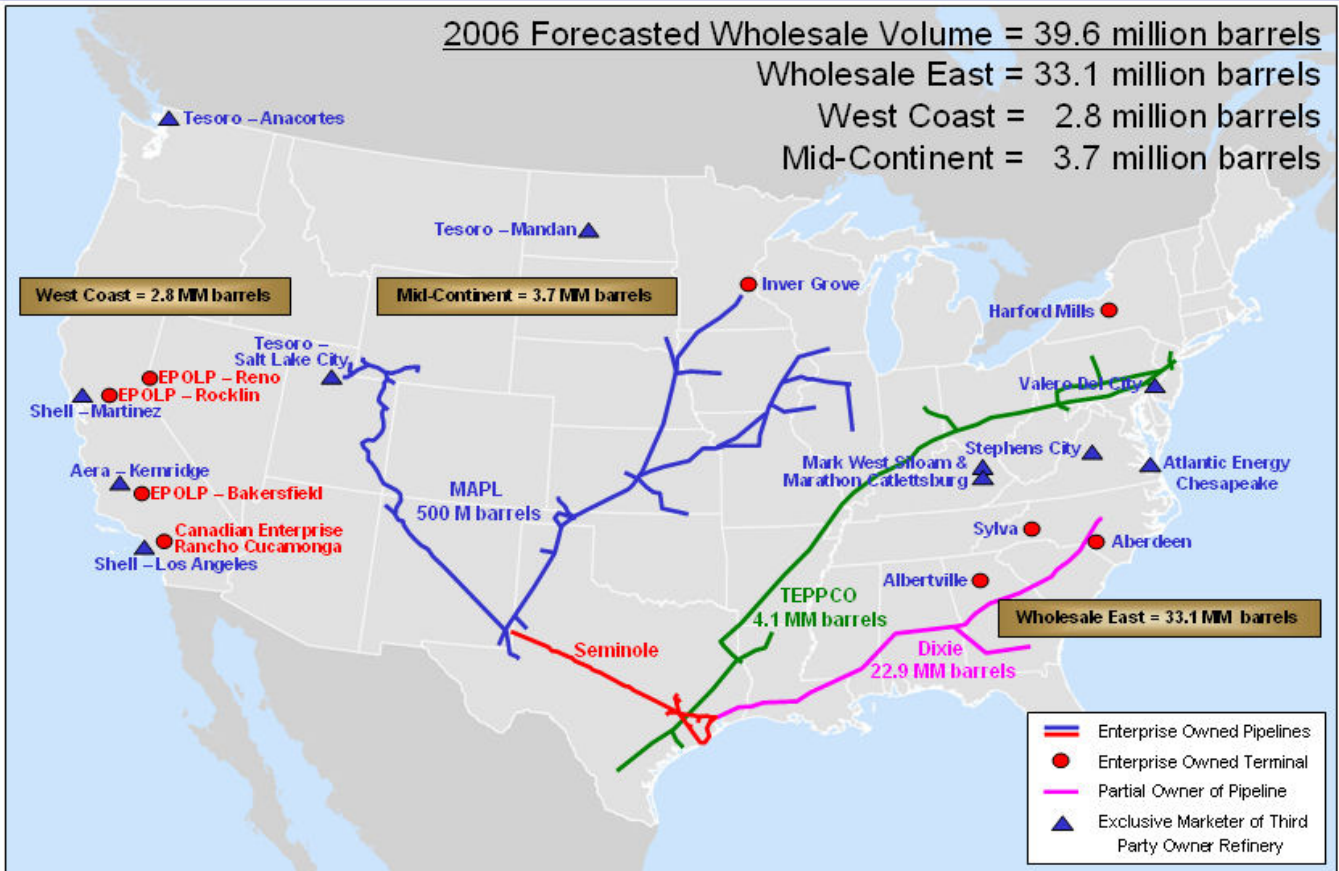 2006 Forecasted Wholesale Volume = 39.6 million barrels
Wholesale East = 33.1 million barrels
West Coast = 2.8 million barrels
Mid-Continent = 3.7 million barrels
Tesoro – Anacortes
Tesoro – Mandan
West Coast = 2.8 MM barrels
Mid-Continent = 3.7 MM barrels
Inver Grove
Harford Mills
Tesoro –
Salt Lake City
EPOLP – Reno
EPOLP – Rocklin
Shell – Martinez
Valero Del City
Aera – Kernridge
EPOLP – Bakersfield
MAPL
500 M barrels
Mark West Siloam &
Marathon Catlettsburg
Stephens City
Atlantic Energy
Chesapeake
Canadian Enterprise
Rancho Cucamonga
Shell – Los Angeles
Sylva
Aberdeen
Albertville
TEPPCO
4.1 MM barrels
Wholesale East = 33.1 MM barrels
Seminole
Dixie
22.9 MM barrels
Enterprise Owned Pipelines
Enterprise Owned Terminal
Partial Owner of Pipeline
Exclusive Marketer of Third
Party Owner Refinery